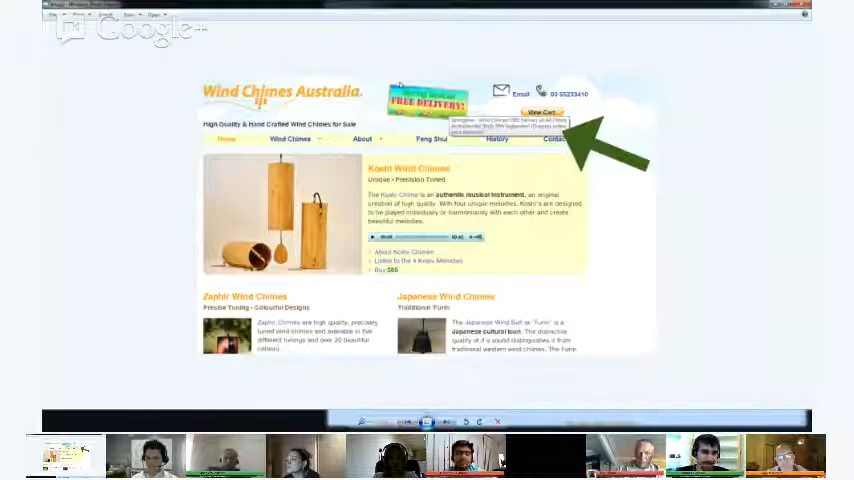 Google+
Wind Chimes Australia
FREE DELIVERY!
Email
03 55233410
View Cart
High Quality & Hand Crafted Wind Chimes for Sale
Home
Wind Chimes
About
Feng Shui
History
Contact
Koshi Wind Chimes
Unique • Precision Tuned
The Koshi Chime is an authentic musical instrument, an original
creation of high quality. With four unique melodies. Koshi's are designed
to be played individually or harmoniously with each other and create
beautiful melodies.
About Koshi Chimes
Listen to the 4 Koshi Melodies
Buy $65
Zaphir Wind Chimes
Precise Tuning • Colourful Designs
Zaphir Chimes are high quality, precisely
tuned wind chimes and available in five
different tunings and over 20 beautiful
colours.
Japanese Wind Chimes
Traditional 'Furin'
The Japanese Wind Bell or 'Furin' is a
Japanese cultural icon. The distinctive
quality of it's sound distinguishes it from
traditional western wind chimes. The Furin